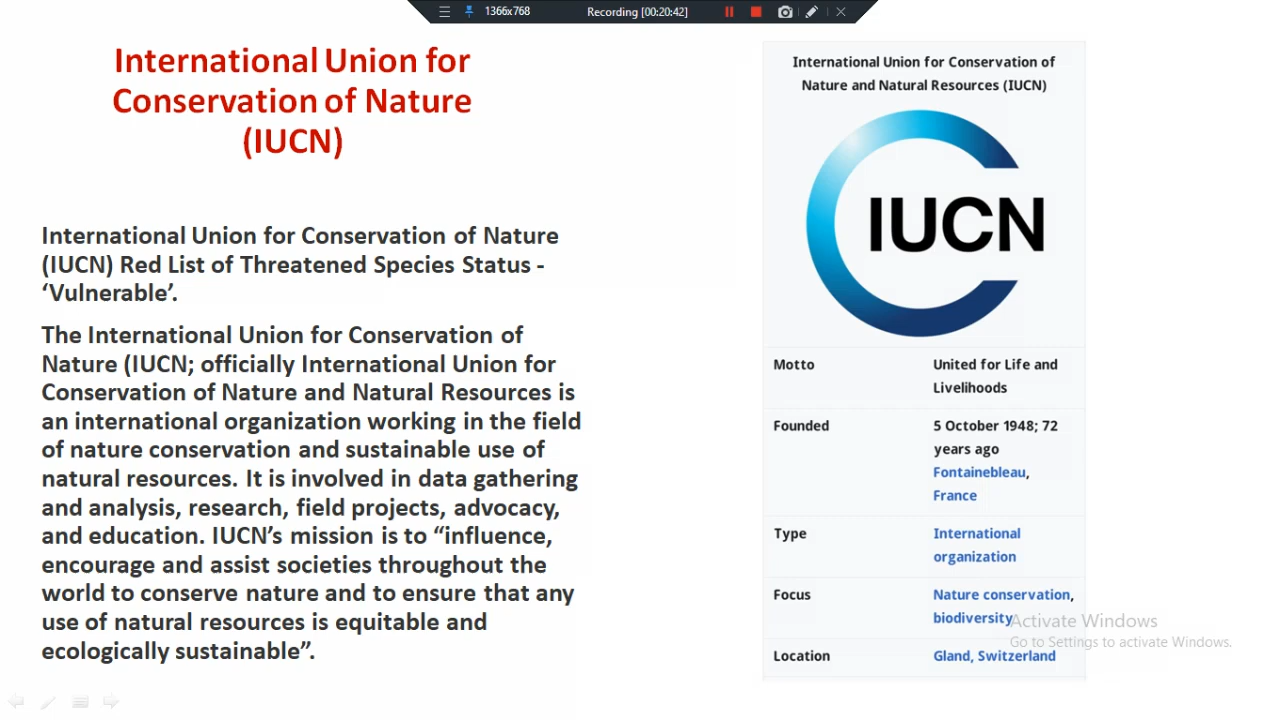 1366x768
Recording [00:20:42]
International Union for
Conservation of Nature
(IUCN)
International Union for Conservation of Nature
(IUCN) Red List of Threatened Species Status -
‘Vulnerable’.
The International Union for Conservation of
Nature (IUCN; officially International Union for
Conservation of Nature and Natural Resources is
an international organization working in the field
of nature conservation and sustainable use of
natural resources. It is involved in data gathering
and analysis, research, field projects, advocacy,
and education. IUCN’s mission is to “influence,
encourage and assist societies throughout the
world to conserve nature and to ensure that any
use of natural resources is equitable and
ecologically sustainable”.
International Union for Conservation of
Nature and Natural Resources (IUCN)
IUCN
Motto United for Life and
Livelihoods
Founded 5 October 1948; 72
years ago
Fontainebleau,
France
Type International
organization
Focus Nature conservation,
biodiversity
Location Gland, Switzerland
Activate Windows
Go to Settings to activate Windows.